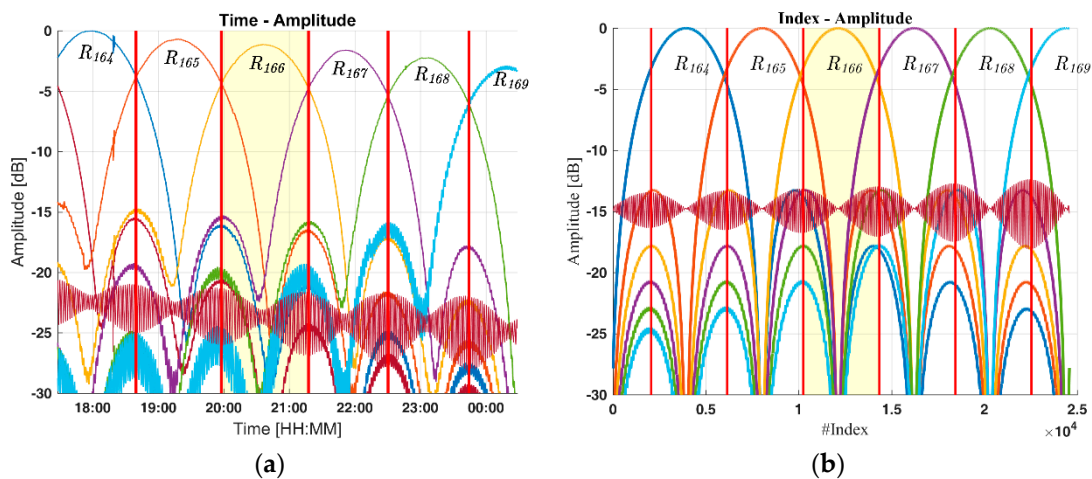 Time - Amplitude
Amplitude [dB]
0
-5
-10
-15
-20
-25
-30
R164 R165 R166 R167 R168 R169
18:00 19:00 20:00 21:00 22:00 23:00 00:00
Time [HH:MM]
(a)
Index - Amplitude
Amplitude [dB]
0
-5
-10
-15
-20
-25
-30
R164 R165 R166 R167 R168 R169
0 0.5 1 1.5 2 2.5
#Index
×10⁴
(b)